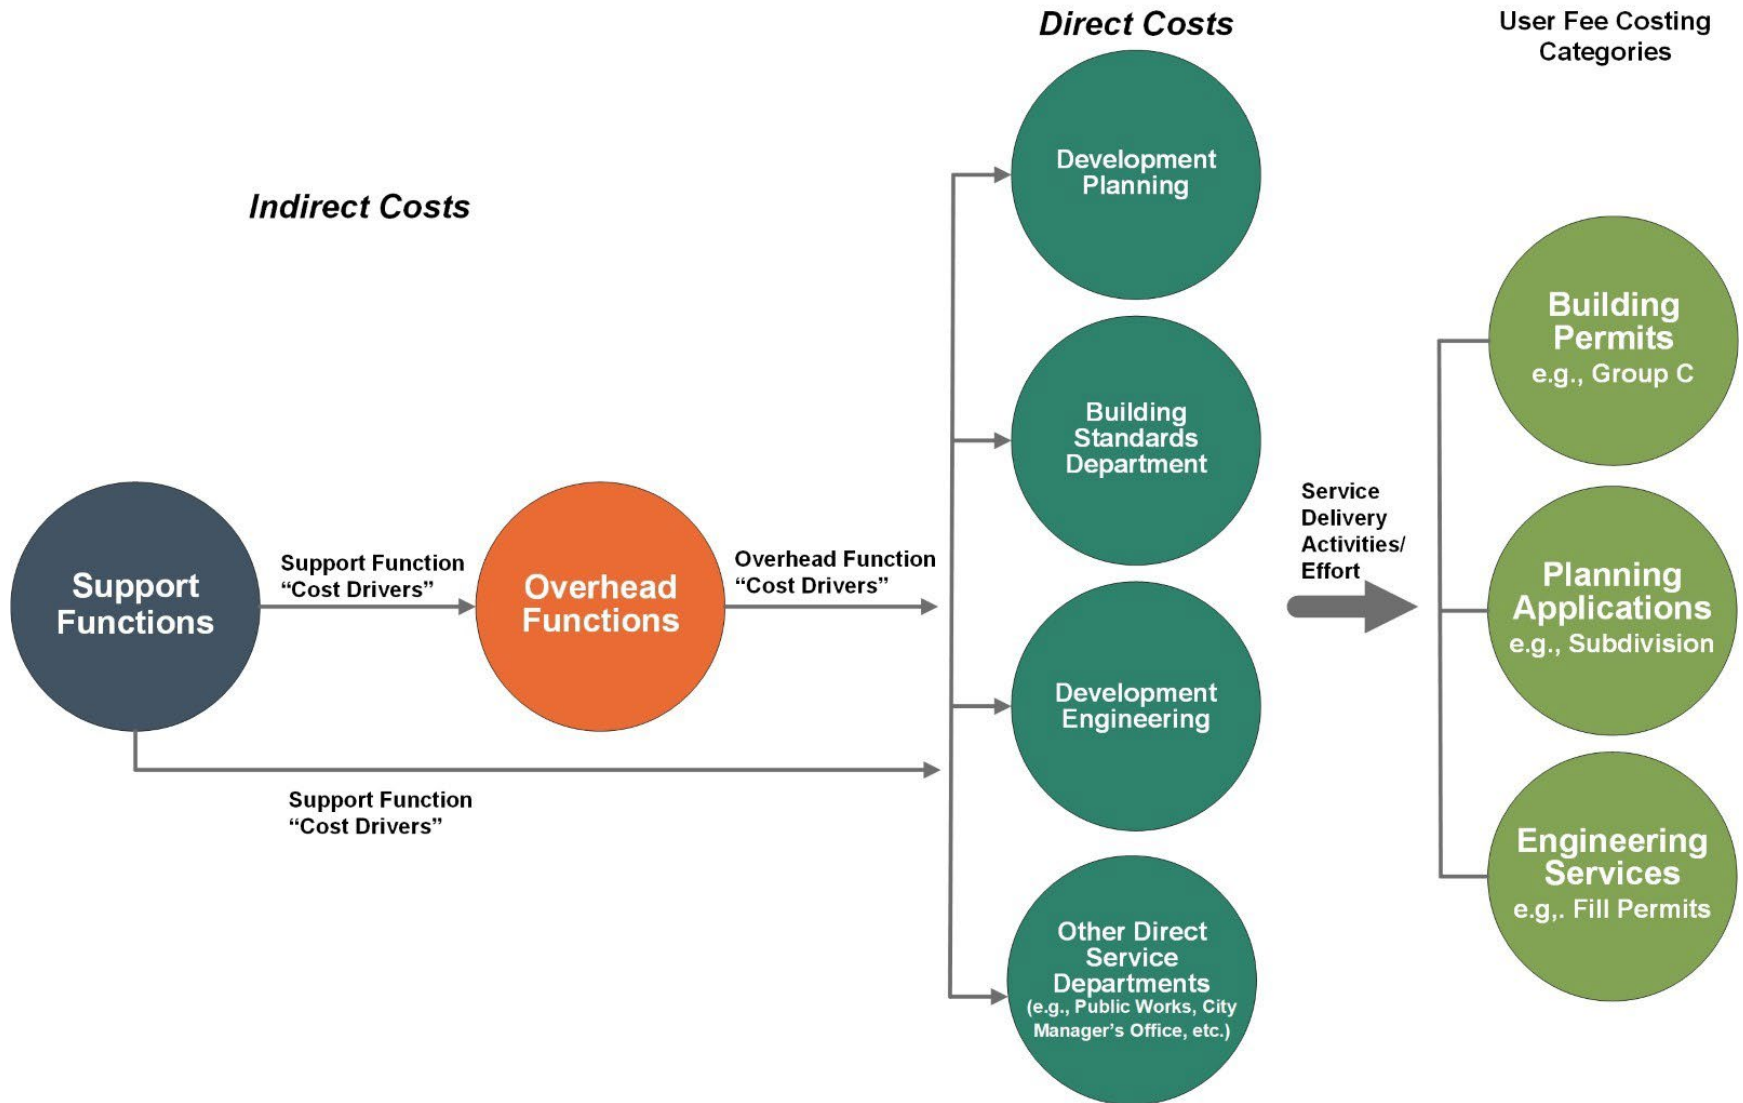 Direct Costs
User Fee Costing
Categories
Indirect Costs
Support
Functions
Support Function
“Cost Drivers”
Overhead
Functions
Overhead Function
“Cost Drivers”
Support Function
“Cost Drivers”
Development
Planning
Building
Standards
Department
Development
Engineering
Other Direct
Service
Departments
(e.g., Public Works, City
Manager’s Office, etc.)
Service
Delivery
Activities/
Effort
Building
Permits
e.g., Group C
Planning
Applications
e.g., Subdivision
Engineering
Services
e.g,. Fill Permits